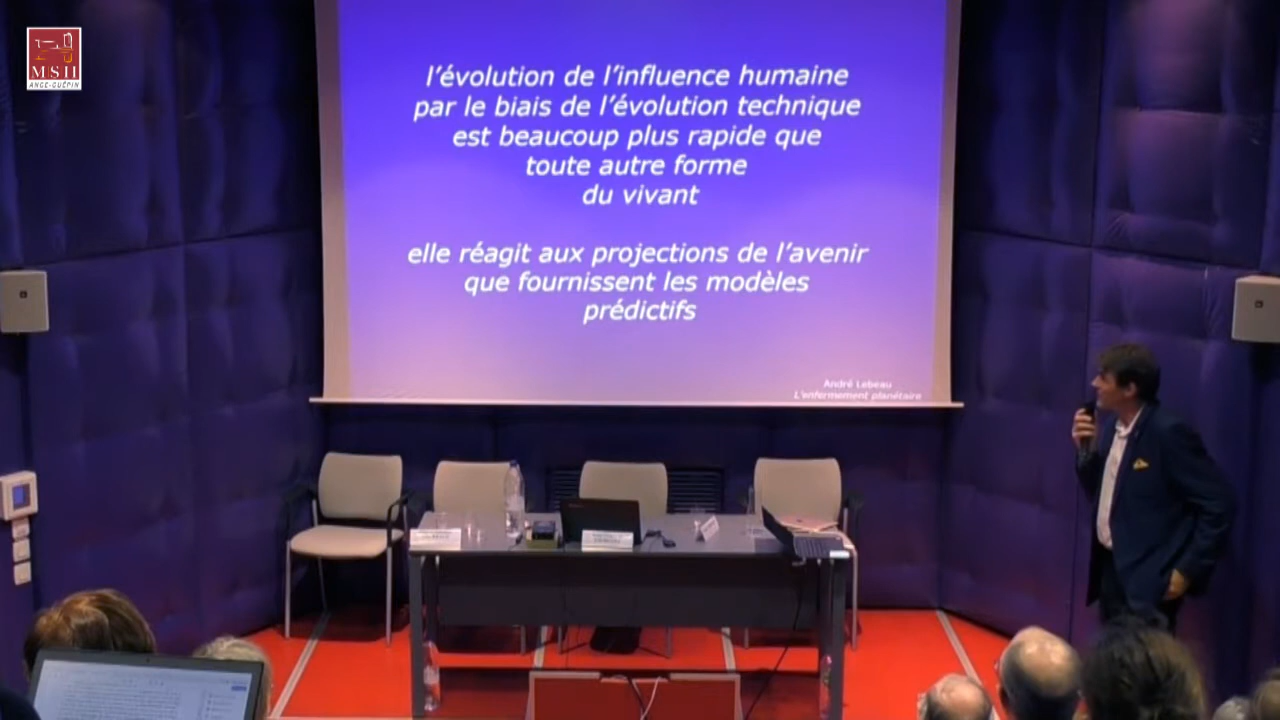 MSH
ANGE-GUÉPIN
l'évolution de l'influence humaine
par le biais de l'évolution technique
est beaucoup plus rapide que
toute autre forme
du vivant
elle réagit aux projections de l'avenir
que fournissent les modèles
prédictifs
André Lebeau
L'enfermement planétaire